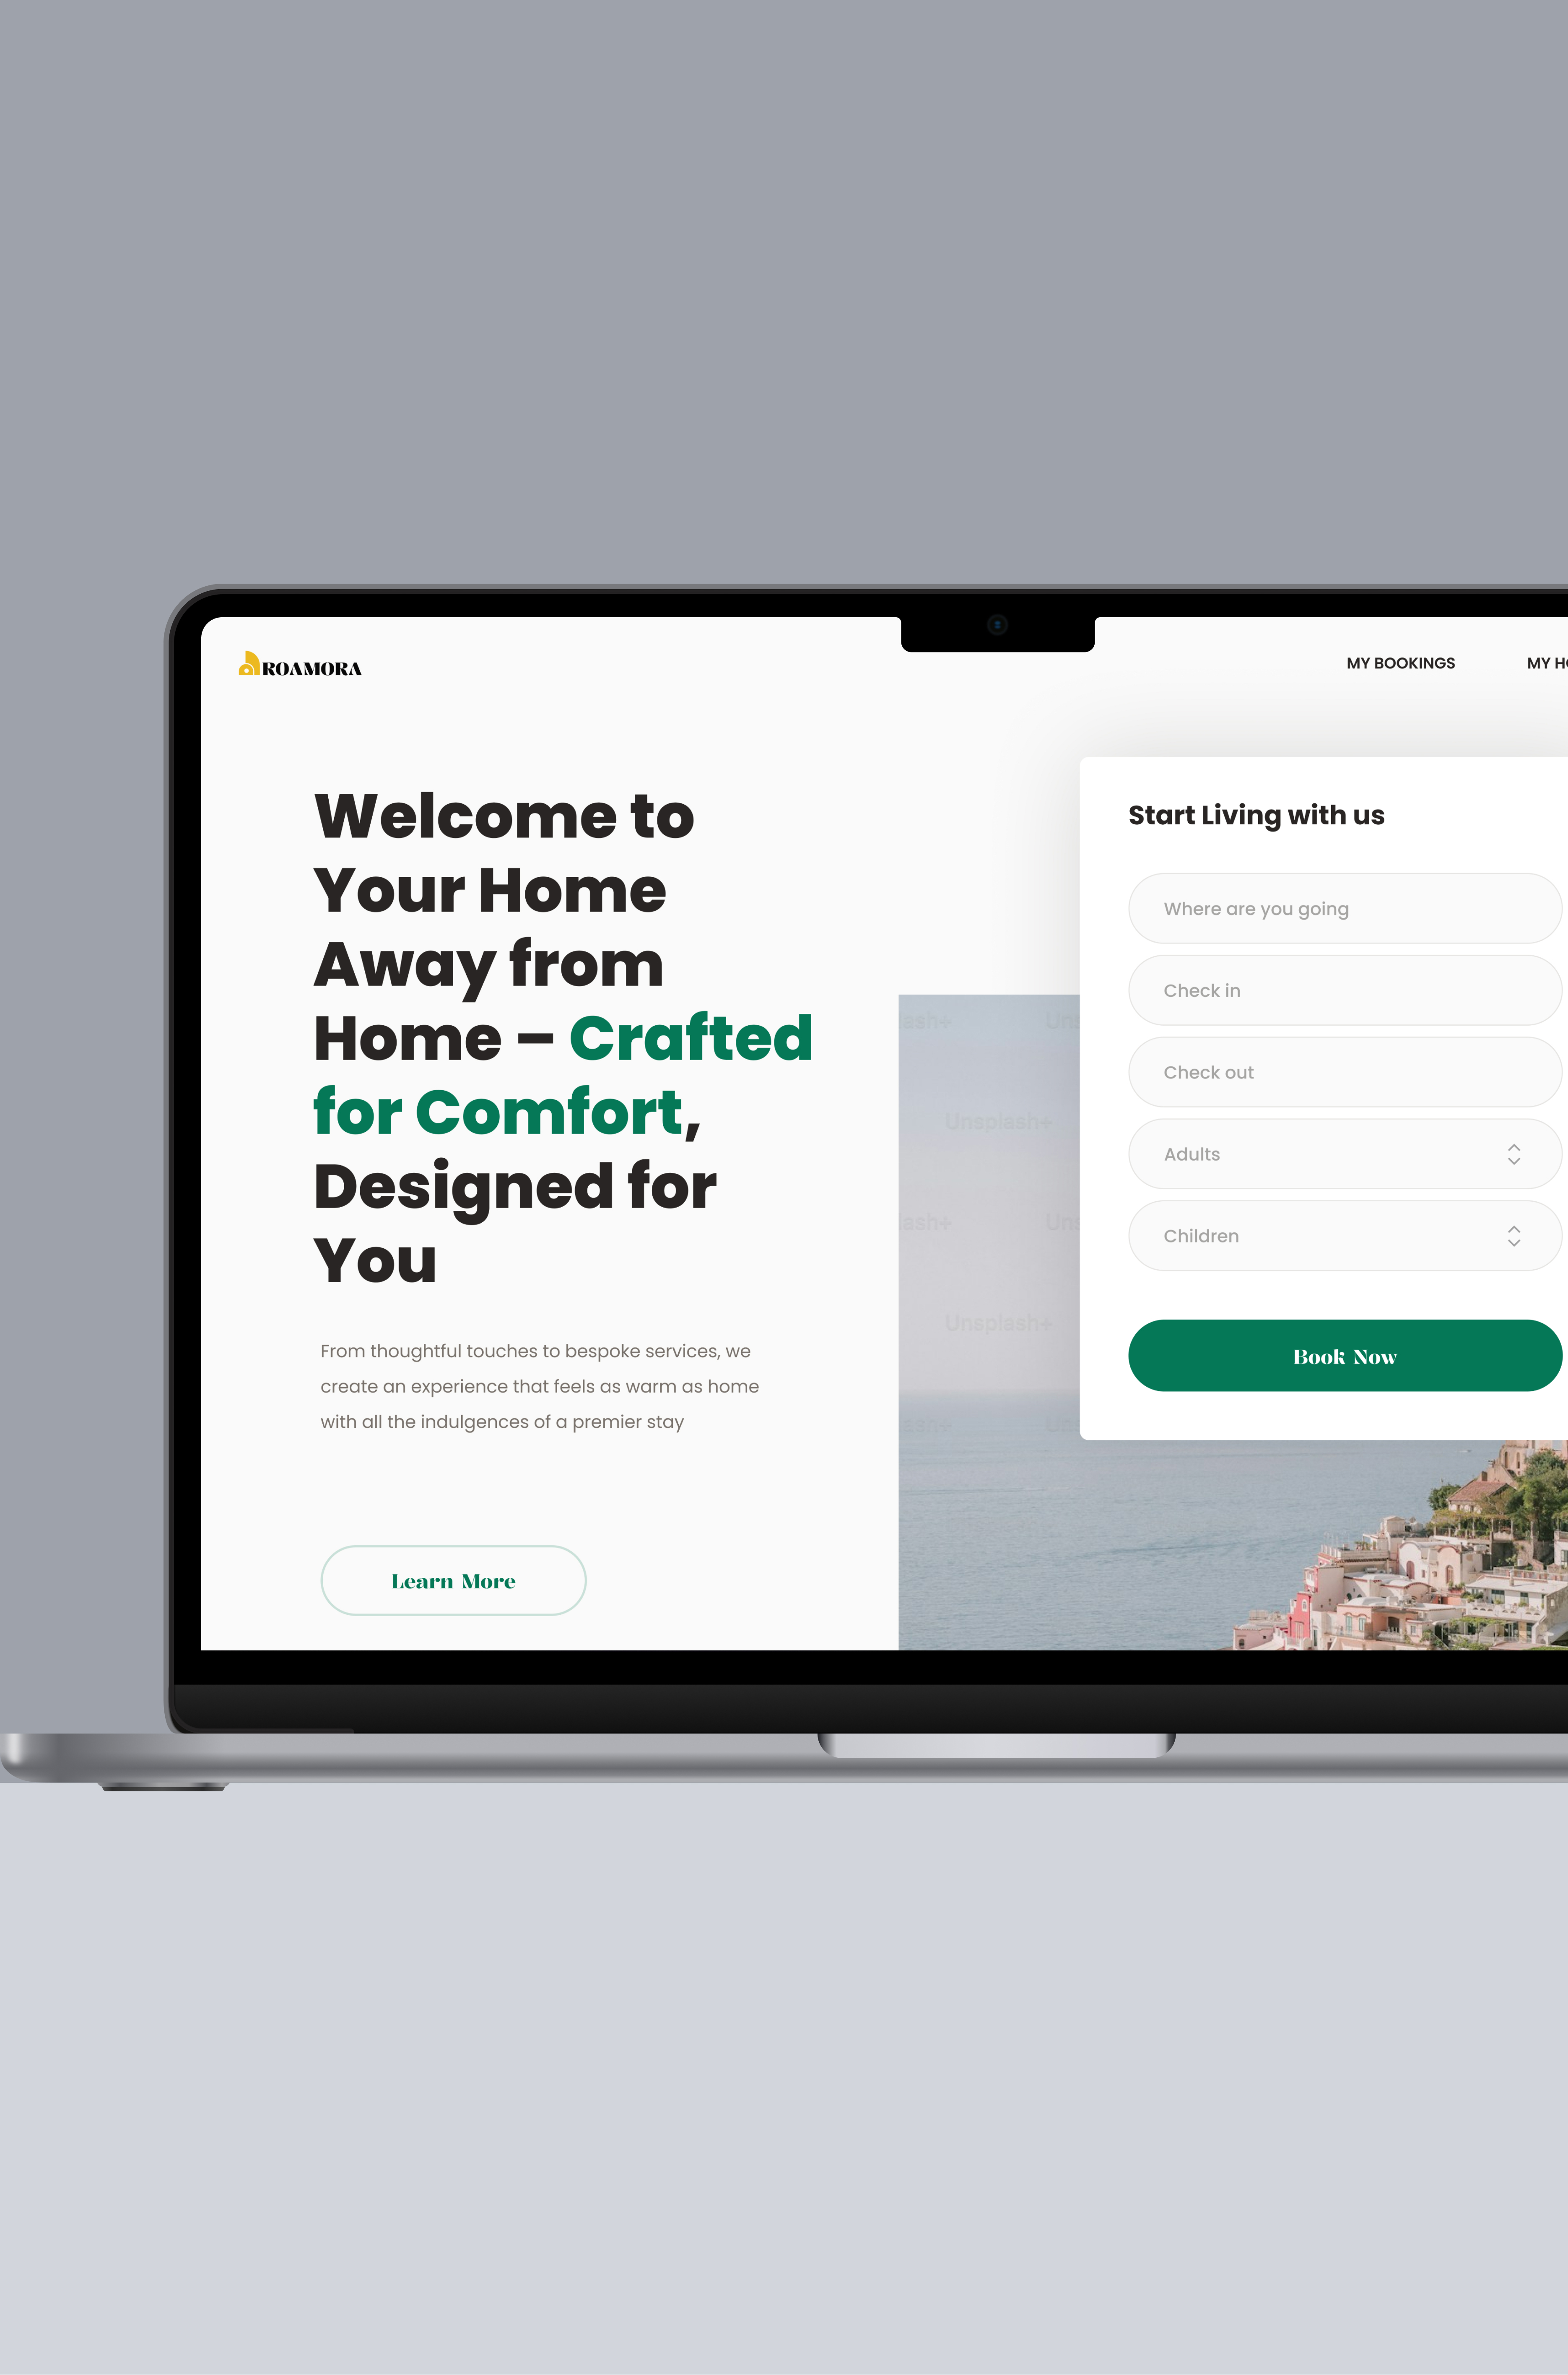 ROAMORA
MY BOOKINGS
Welcome to
Your Home
Away from
Home – Crafted
for Comfort,
Designed for
You
From thoughtful touches to bespoke services, we
create an experience that feels as warm as home
with all the indulgences of a premier stay
Learn More
Start Living with us
Where are you going
Check in
Check out
Adults
Children
Book Now
Unsplash+
Unsplash+